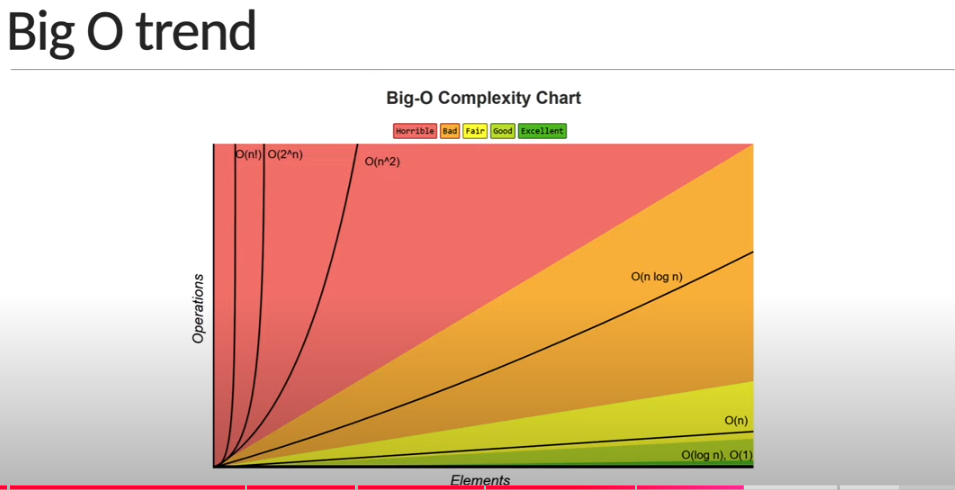 Big O trend
Big-O Complexity Chart
Horrible Bad Fair Good Excellent
O(n!) O(2^n)
O(n^2)
O(n log n)
O(n)
O(log n), O(1)
Operations
Elements